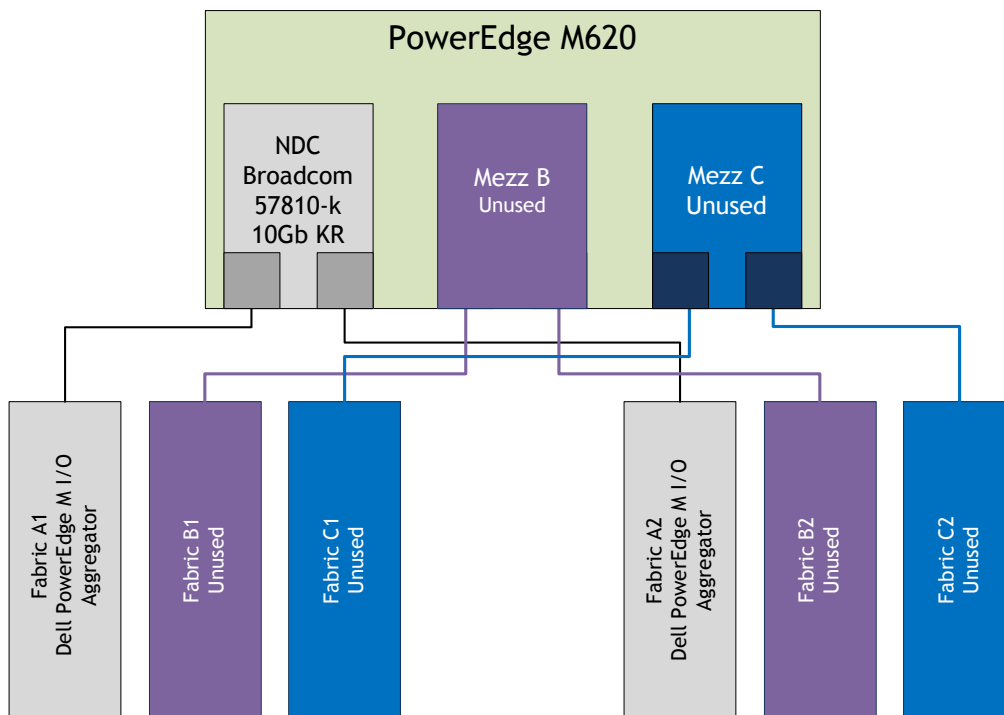 PowerEdge M620
NDC
Broadcom
57810-k
10Gb KR
Mezz B
Unused
Mezz C
Unused
Fabric A1
Dell PowerEdge M I/O
Aggregator
Fabric B1
Unused
Fabric C1
Unused
Fabric A2
Dell PowerEdge M I/O
Aggregator
Fabric B2
Unused
Fabric C2
Unused